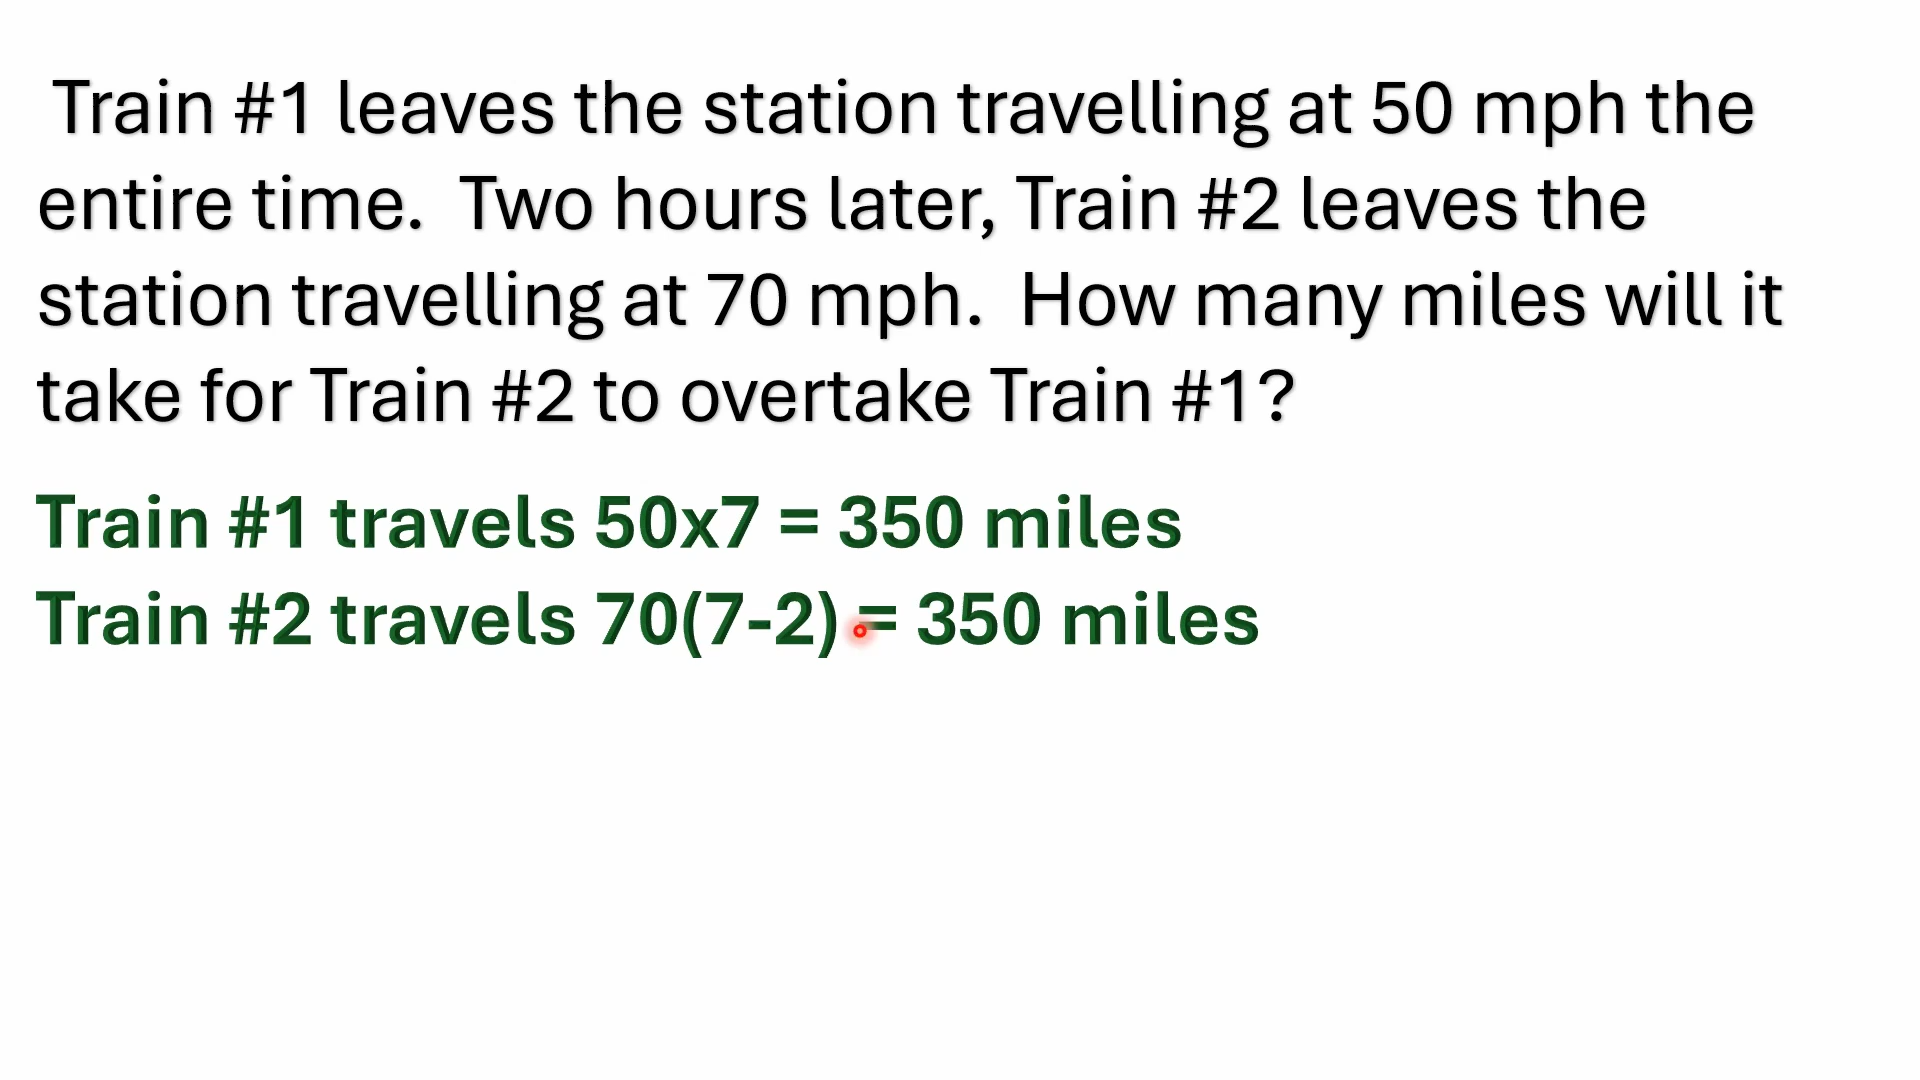 Train #1 leaves the station travelling at 50 mph the
entire time.  Two hours later, Train #2 leaves the
station travelling at 70 mph.  How many miles will it
take for Train #2 to overtake Train #1?
Train #1 travels 50x7 = 350 miles
Train #2 travels 70(7-2) = 350 miles